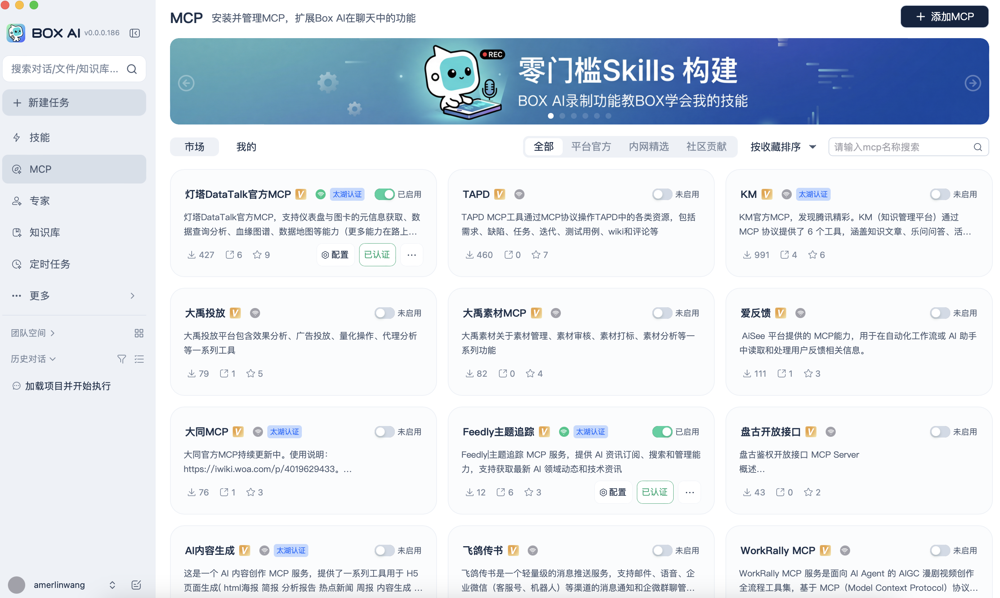 BOX AI v0.0.0.186
搜索对话/文件/知识库...
新建任务
技能
MCP
专家
知识库
定时任务
更多
团队空间
历史对话
加载项目并开始执行
amerlinwang
MCP 安装并管理MCP，扩展Box AI在聊天中的功能
添加MCP
REC
零门槛Skills 构建
BOX AI录制功能教BOX学会我的技能
市场 我的
全部 平台官方 内网精选 社区贡献
按收藏排序
请输入mcp名称搜索
灯塔DataTalk官方MCP V 太湖认证 已启用
灯塔DataTalk官方MCP，支持仪表盘与图卡的元信息获取、数
据查询分析、血缘图谱、数据地图等能力（更多能力在路上...
427 6 9 配置 已认证 ...
TAPD V 未启用
TAPD MCP工具通过MCP协议操作TAPD中的各类资源，包括
需求、缺陷、任务、迭代、测试用例、wiki和评论等
460 0 7
KM V 太湖认证 未启用
KM官方MCP，发现腾讯精彩。KM（知识管理平台）通过
MCP 协议提供了 6 个工具，涵盖知识文章、乐问问答、活...
991 4 6
大禹投放 V 未启用
大禹投放平台包含效果分析、广告投放、量化操作、代理分析
等一系列工具
79 1 5
大禹素材MCP V 未启用
大禹素材关于素材管理、素材审核、素材打标、素材分析等一
系列功能
82 0 4
爱反馈 V 未启用
AiSee 平台提供的 MCP能力，用于在自动化工作流或 AI 助手
中读取和处理用户反馈相关信息。
111 1 3
大同MCP V 太湖认证 未启用
大同官方MCP持续更新中。使用说明：
https://iwiki.woa.com/p/4019629433。...
76 1 3
Feedly主题追踪 V 太湖认证 已启用
Feedly|主题追踪 MCP 服务，提供 AI 资讯订阅、搜索和管理能
力，支持获取最新 AI 领域动态和技术资讯
12 6 3 配置 已认证 ...
盘古开放接口 V 未启用
盘古鉴权开放接口 MCP Server
概述...
43 0 2
AI内容生成 V 太湖认证 未启用
这是一个 AI 内容创作 MCP 服务，提供了一系列工具用于 H5
页面生成( html海报 简报 分析报告 热点新闻 周报 内容生成 ...
飞鸽传书 V 未启用
飞鸽传书是一个轻量级的消息推送服务，支持邮件、语音、企
业微信（客服号、机器人）等渠道的消息通知和企微群聊管...
WorkRally MCP V 未启用
WorkRally MCP 服务是面向 AI Agent 的 AIGC 漫剧视频创作
全流程工具集，基于 MCP（Model Context Protocol）协议...